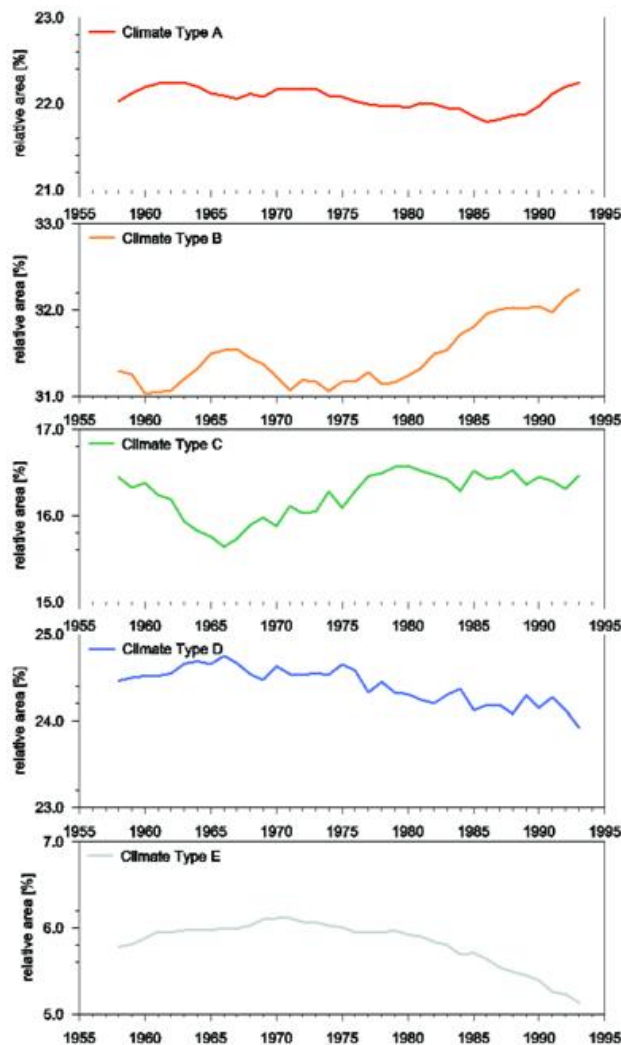 23.0
Climate Type A
22.0
relative area [%]
21.0
1955 1960 1965 1970 1975 1980 1985 1990 1995
33.0
Climate Type B
32.0
relative area [%]
31.0
1955 1960 1965 1970 1975 1980 1985 1990 1995
17.0
Climate Type C
16.0
relative area [%]
15.0
1955 1960 1965 1970 1975 1980 1985 1990 1995
25.0
Climate Type D
24.0
relative area [%]
23.0
1955 1960 1965 1970 1975 1980 1985 1990 1995
7.0
Climate Type E
6.0
relative area [%]
5.0
1955 1960 1965 1970 1975 1980 1985 1990 1995